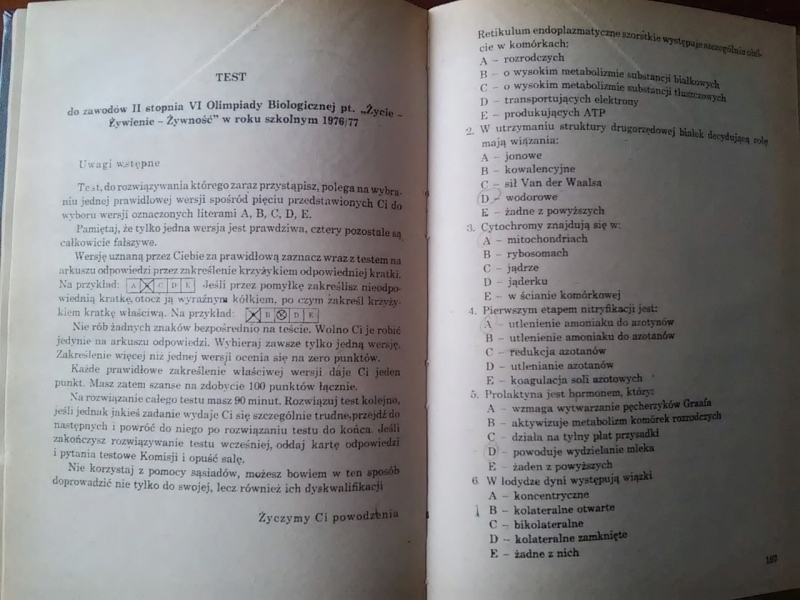 TEST
do zawodów II stopnia VI Olimpiady Biologicznej pt. „Życie –
Żywienie – Żywność” w roku szkolnym 1976/77
Uwagi wstępne
Test, do rozwiązywania którego zaraz przystąpisz, polega na wybra-
niu jednej prawidłowej wersji spośród pięciu przedstawionych Ci do
wyboru wersji oznaczonych literami A, B, C, D, E.
Pamiętaj, że tylko jedna wersja jest prawdziwa, cztery pozostałe są
całkowicie fałszywe.
Wersję uznaną przez Ciebie za prawidłową zaznacz wraz z testem na
arkuszu odpowiedzi przez zakreślenie krzyżykiem odpowiedniej kratki.
Na przykład: A C D E Jeśli przez pomyłkę zakreślisz nieodpo-
wiednią kratkę, otocz ją wyraźnym kółkiem, po czym zakreśl krzyży-
kiem kratkę właściwą. Na przykład: B D E
Nie rób żadnych znaków bezpośrednio na teście. Wolno Ci je robić
jedynie na arkuszu odpowiedzi. Wybieraj zawsze tylko jedną wersję.
Zakreślenie więcej niż jednej wersji ocenia się na zero punktów.
Każde prawidłowe zakreślenie właściwej wersji daje Ci jeden
punkt. Masz zatem szanse na zdobycie 100 punktów łącznie.
Na rozwiązanie całego testu masz 90 minut. Rozwiązuj test kolejno,
jeśli jednak jakieś zadanie wydaje Ci się szczególnie trudne, przejdź do
następnych i powróć do niego po rozwiązaniu testu do końca. Jeśli
zakończysz rozwiązywanie testu wcześniej, oddaj kartę odpowiedzi
i pytania testowe Komisji i opuść salę.
Nie korzystaj z pomocy sąsiadów, możesz bowiem w ten sposób
doprowadzić nie tylko do swojej, lecz również ich dyskwalifikacji
Życzymy Ci powodzenia
Retikulum endoplazmatyczne szorstkie występuje szczególnie obfi-
cie w komórkach:
A – rozrodczych
B – o wysokim metabolizmie substancji białkowych
C – o wysokim metabolizmie substancji tłuszczowych
D – transportujących elektrony
E – produkujących ATP
2. W utrzymaniu struktury drugorzędowej białek decydującą rolę
mają wiązania:
A – jonowe
B – kowalencyjne
C – sił Van der Waalsa
D – wodorowe
E – żadne z powyższych
3. Cytochromy znajdują się w:
A – mitochondriach
B – rybosomach
C – jądrze
D – jąderku
E – w ścianie komórkowej
4. Pierwszym etapem nitryfikacji jest:
A – utlenienie amoniaku do azotynów
B – utlenienie amoniaku do azotanów
C – redukcja azotanów
D – utlenianie azotanów
E – koagulacja soli azotowych
5. Prolaktyna jest hormonem, który:
A – wzmaga wytwarzanie pęcherzyków Graafa
B – aktywizuje metabolizm komórek rozrodczych
C – działa na tylny płat przysadki
D – powoduje wydzielanie mleka
E – żaden z powyższych
6. W łodydze dyni występują wiązki
A – koncentryczne
B – kolateralne otwarte
C – bikolateralne
D – kolateralne zamknięte
E – żadne z nich
187